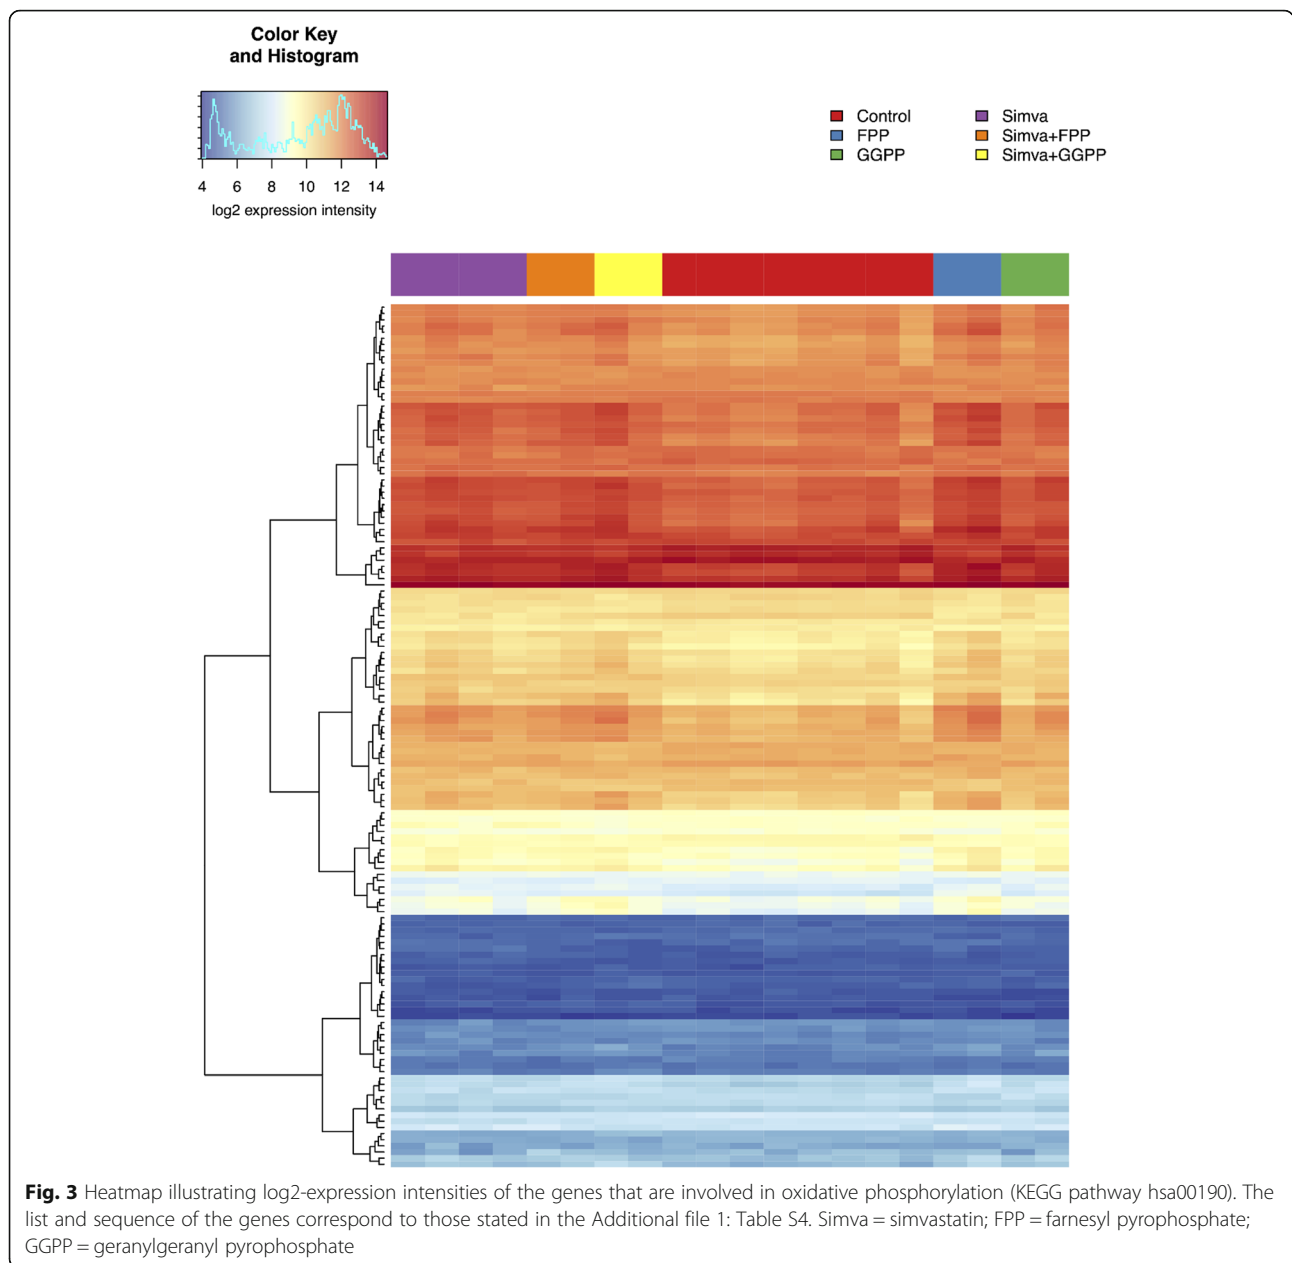 Color Key
and Histogram
4 6 8 10 12 14
log2 expression intensity
Control
FPP
GGPP
Simva
Simva+FPP
Simva+GGPP
Fig. 3 Heatmap illustrating log2-expression intensities of the genes that are involved in oxidative phosphorylation (KEGG pathway hsa00190). The
list and sequence of the genes correspond to those stated in the Additional file 1: Table S4. Simva = simvastatin; FPP = farnesyl pyrophosphate;
GGPP = geranylgeranyl pyrophosphate